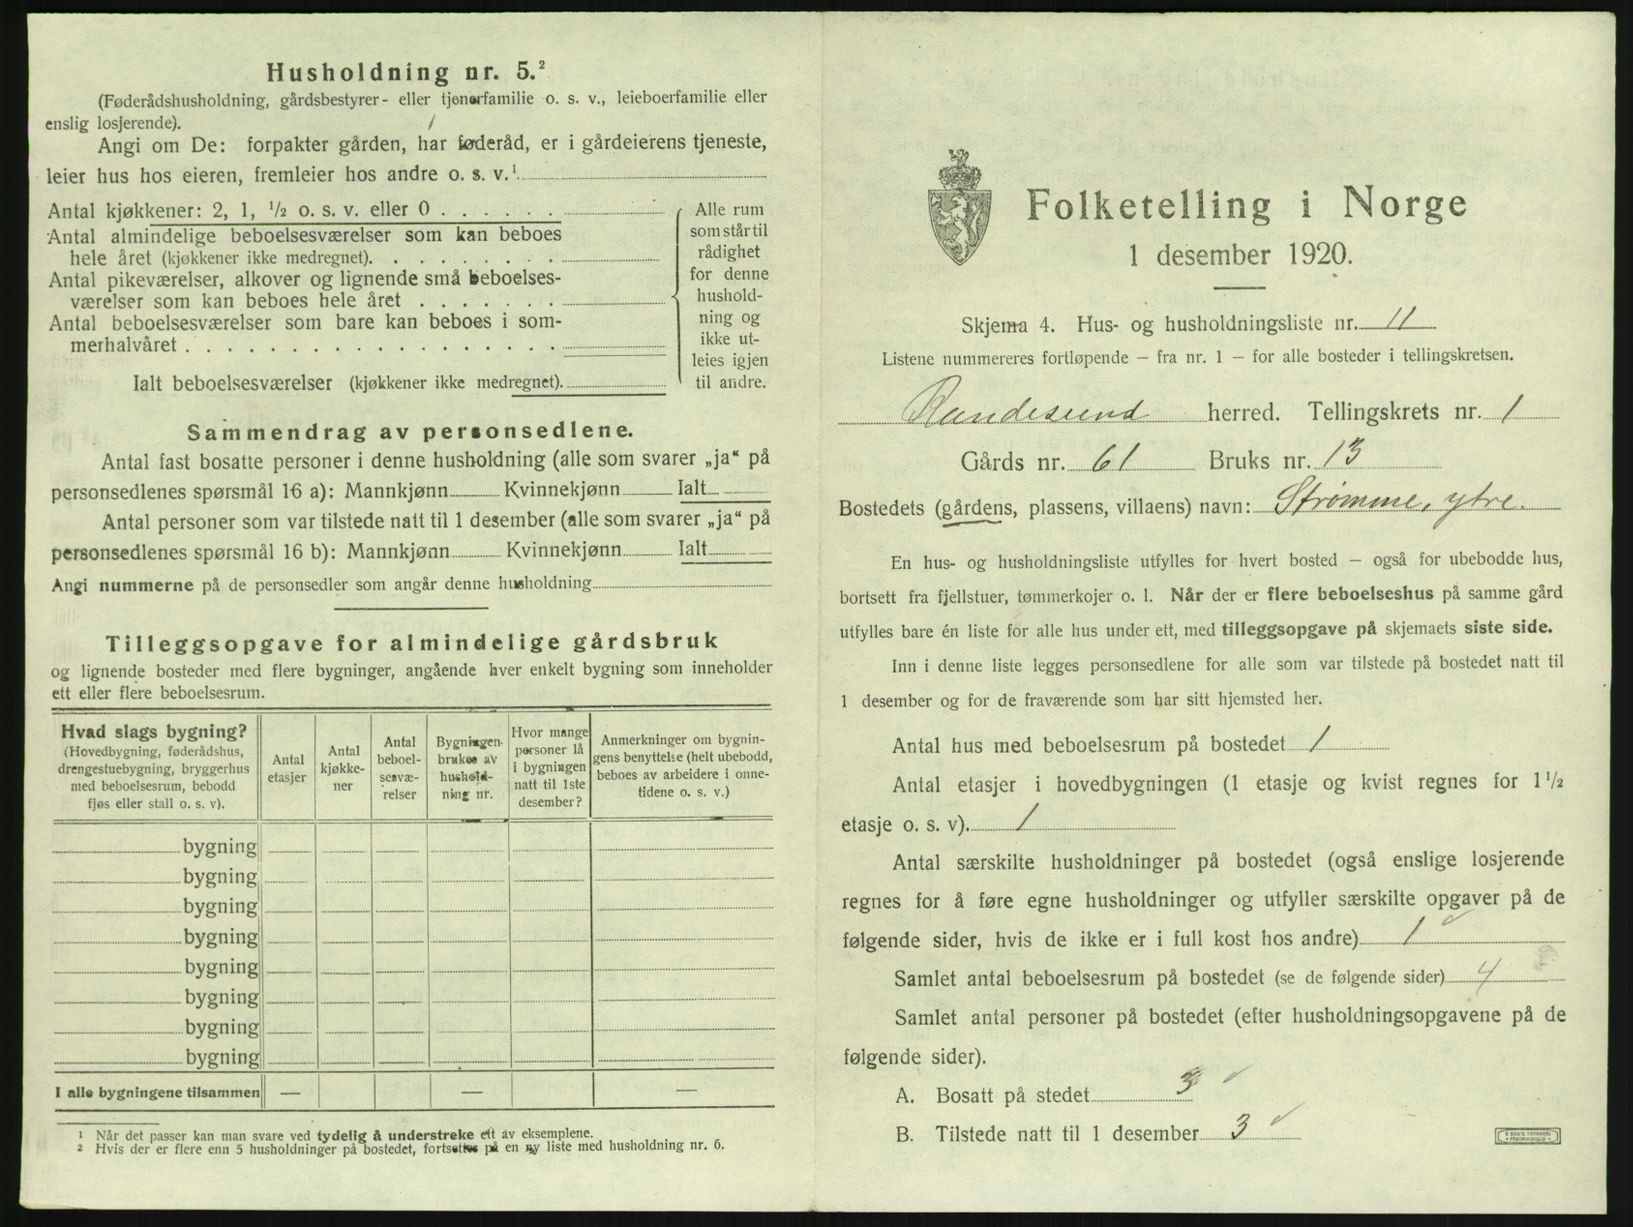 Husholdning nr. 5.²
(Føderådshusholdning, gårdsbestyrer- eller tjenerfamilie o. s. v., leieboerfamilie eller
enslig losjerende).
Angi om De: forpakter gården, har føderåd, er i gårdeierens tjeneste,
leier hus hos eieren, fremleier hos andre o. s. v.¹
Antal kjøkkener: 2, 1, ¹/₂ o. s. v. eller 0 . . . . . .
Antal almindelige beboelsesværelser som kan beboes
hele året (kjøkkener ikke medregnet). . . . . . . .
Antal pikeværelser, alkover og lignende små beboelses-
værelser som kan beboes hele året . . . . . . .
Antal beboelsesværelser som bare kan beboes i som-
merhalvåret . . . . . . . . . . . . . . . . . .
Ialt beboelsesværelser (kjøkkener ikke medregnet).
Alle rum
som står til
rådighet
for denne
hushold-
ning og
ikke ut-
leies igjen
til andre.
Sammendrag av personsedlene.
Antal fast bosatte personer i denne husholdning (alle som svarer „ja“ på
personsedlenes spørsmål 16 a): Mannkjønn Kvinnekjønn Ialt
Antal personer som var tilstede natt til 1 desember (alle som svarer „ja“ på
personsedlenes spørsmål 16 b): Mannkjønn Kvinnekjønn Ialt
Angi nummerne på de personsedler som angår denne husholdning
Tilleggsopgave for almindelige gårdsbruk
og lignende bosteder med flere bygninger, angående hver enkelt bygning som inneholder
ett eller flere beboelsesrum.
Hvad slags bygning?
(Hovedbygning, føderådshus,
drengestuebygning, bryggerhus
med beboelsesrum, bebodd
fjøs eller stall o. s. v).
Antal
etasjer
Antal
kjøkke-
ner
Antal
beboel-
sesvæ-
relser
Bygningen
brukes av
hushold-
ning nr.
Hvor mange
personer lå
i bygningen
natt til 1ste
desember?
Anmerkninger om bygnin-
gens benyttelse (helt ubebodd,
beboes av arbeidere i onne-
tidene o. s. v.)
bygning
bygning
bygning
bygning
bygning
bygning
bygning
bygning
I alle bygningene tilsammen — — —
¹ Når det passer kan man svare ved tydelig å understreke ett av eksemplene.
² Hvis der er flere enn 5 husholdninger på bostedet, fortsettes på en ny liste med husholdning nr. 6.
Folketelling i Norge
1 desember 1920.
Skjema 4. Hus- og husholdningsliste nr. 11
Listene nummereres fortløpende — fra nr. 1 — for alle bosteder i tellingskretsen.
Randesund herred. Tellingskrets nr. 1
Gårds nr. 61 Bruks nr. 13
Bostedets (gårdens, plassens, villaens) navn: Strømme, ytre.
En hus- og husholdningsliste utfylles for hvert bosted — også for ubebodde hus,
bortsett fra fjellstuer, tømmerkojer o. l. Når der er flere beboelseshus på samme gård
utfylles bare én liste for alle hus under ett, med tilleggsopgave på skjemaets siste side.
Inn i denne liste legges personsedlene for alle som var tilstede på bostedet natt til
1 desember og for de fraværende som har sitt hjemsted her.
Antal hus med beboelsesrum på bostedet 1
Antal etasjer i hovedbygningen (1 etasje og kvist regnes for 1 ¹/₂
etasje o. s. v). 1
Antal særskilte husholdninger på bostedet (også enslige losjerende
regnes for å føre egne husholdninger og utfyller særskilte opgaver på de
følgende sider, hvis de ikke er i full kost hos andre) 1
Samlet antal beboelsesrum på bostedet (se de følgende sider) 4
Samlet antal personer på bostedet (efter husholdningsopgavene på de
følgende sider).
A. Bosatt på stedet 3
B. Tilstede natt til 1 desember 3